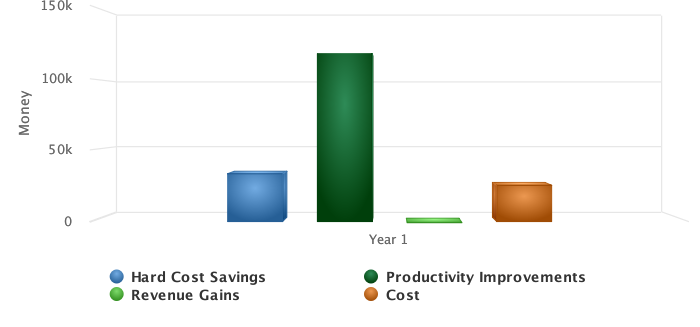 150k
100k
50k
0
Money
Year 1
Hard Cost Savings
Productivity Improvements
Revenue Gains
Cost